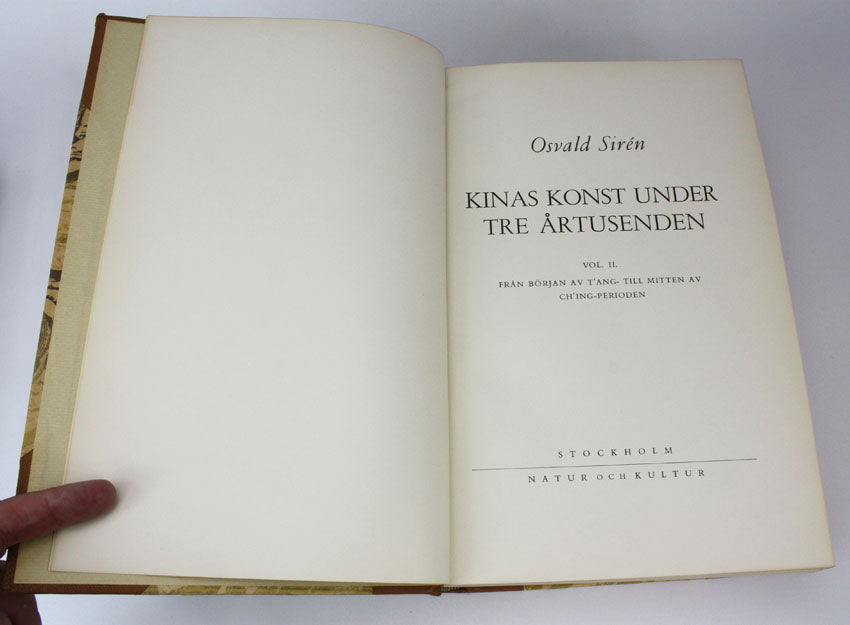 Osvald Sirén
KINAS KONST UNDER
TRE ÅRTUSENDEN
VOL. II.
FRÅN BÖRJAN AV T'ANG- TILL MITTEN AV
CH'ING-PERIODEN
STOCKHOLM
NATUR OCH KULTUR